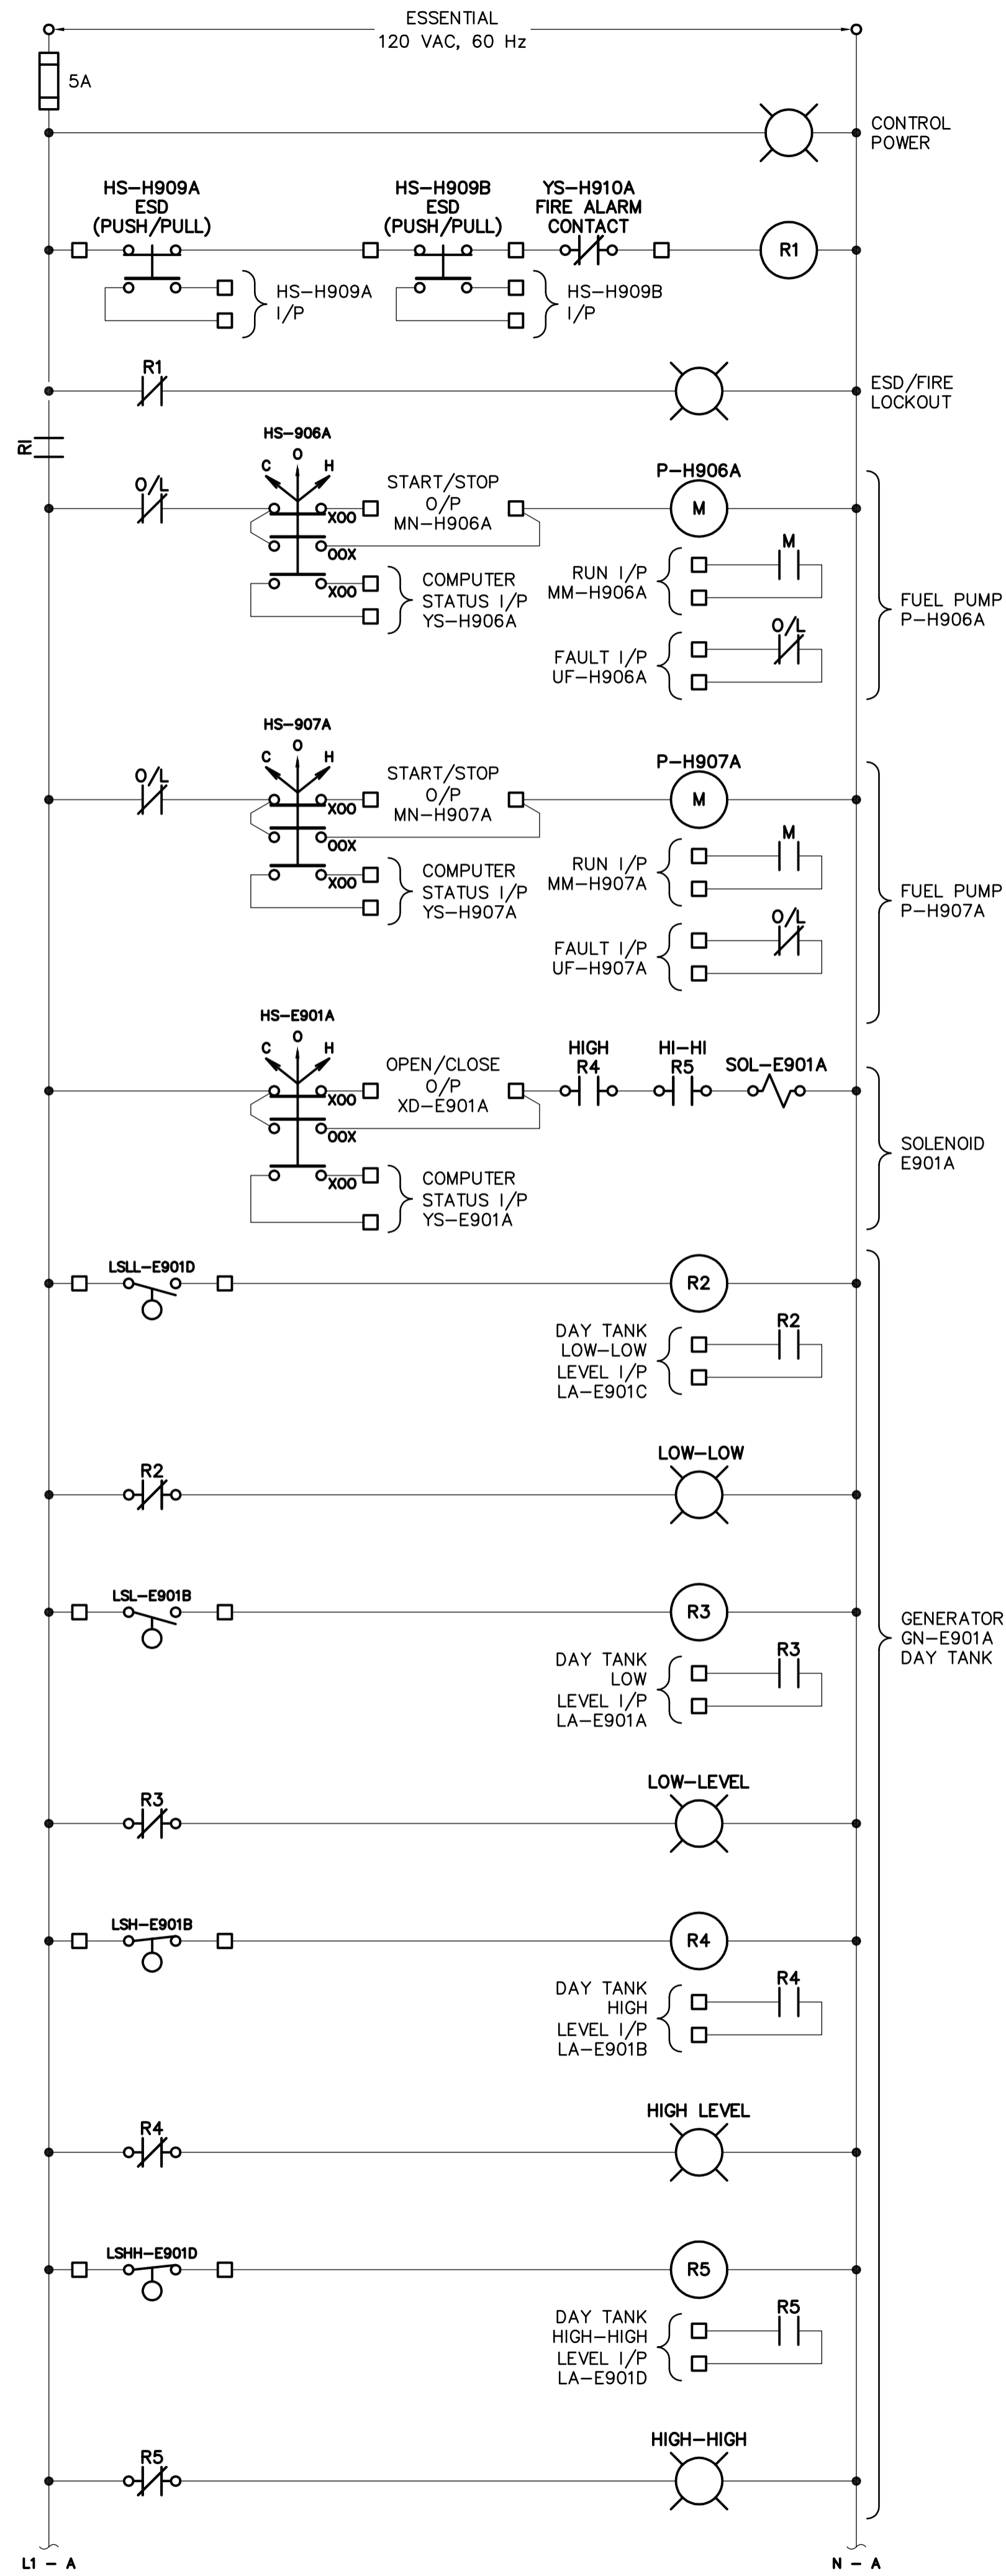 ESSENTIAL
120 VAC, 60 Hz
5A
CONTROL
POWER
HS-H909A
ESD
(PUSH/PULL)
HS-H909B
ESD
(PUSH/PULL)
YS-H910A
FIRE ALARM
CONTACT
R1
HS-H909A
I/P
HS-H909B
I/P
R1
ESD/FIRE
LOCKOUT
R1
HS-906A
C O H
O/L
START/STOP
O/P
MN-H906A
P-H906A
M
XOO
OOX
XOO
COMPUTER
STATUS I/P
YS-H906A
RUN I/P
MM-H906A
M
FAULT I/P
UF-H906A
O/L
FUEL PUMP
P-H906A
HS-907A
C O H
O/L
START/STOP
O/P
MN-H907A
P-H907A
M
XOO
OOX
XOO
COMPUTER
STATUS I/P
YS-H907A
RUN I/P
MM-H907A
M
FAULT I/P
UF-H907A
O/L
FUEL PUMP
P-H907A
HS-E901A
C O H
OPEN/CLOSE
O/P
XD-E901A
HIGH
R4
HI-HI
R5
SOL-E901A
XOO
OOX
XOO
COMPUTER
STATUS I/P
YS-E901A
SOLENOID
E901A
LSLL-E901D
R2
DAY TANK
LOW-LOW
LEVEL I/P
LA-E901C
R2
R2
LOW-LOW
LSL-E901B
R3
DAY TANK
LOW
LEVEL I/P
LA-E901A
R3
GENERATOR
GN-E901A
DAY TANK
R3
LOW-LEVEL
LSH-E901B
R4
DAY TANK
HIGH
LEVEL I/P
LA-E901B
R4
R4
HIGH LEVEL
LSHH-E901D
R5
DAY TANK
HIGH-HIGH
LEVEL I/P
LA-E901D
R5
R5
HIGH-HIGH
L1 - A
N - A